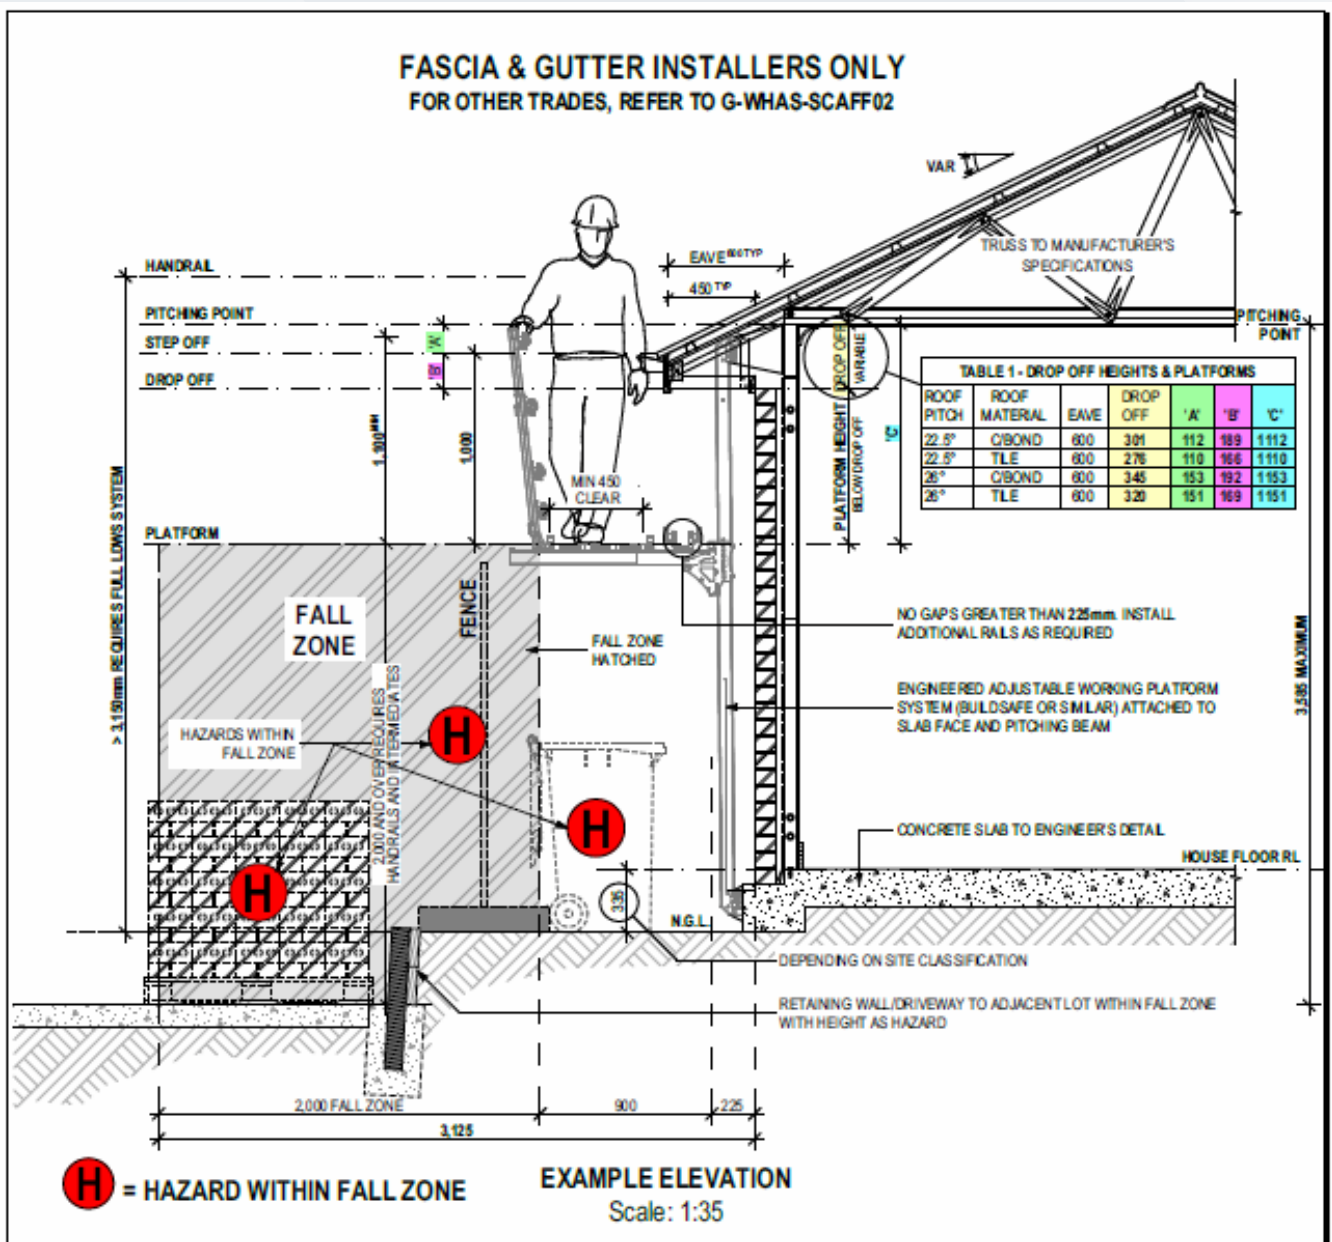 FASCIA & GUTTER INSTALLERS ONLY
FOR OTHER TRADES, REFER TO G-WHAS-SCAFF02
VAR
TRUSS TO MANUFACTURER'S
SPECIFICATIONS
EAVE 600 TYP
450 TYP
HANDRAIL
PITCHING POINT
STEP OFF
DROP OFF
'A'
'B'
PITCHING
POINT
DROP OFF
VARIABLE
TABLE 1 - DROP OFF HEIGHTS & PLATFORMS
ROOF PITCH ROOF MATERIAL EAVE DROP OFF 'A' 'B' 'C'
22.5° C/BOND 600 301 112 189 1112
22.5° TILE 600 276 110 166 1110
26° C/BOND 600 345 153 192 1153
26° TILE 600 320 151 169 1151
1,100 MIN
1,000
'C'
PLATFORM HEIGHT
BELOW DROP OFF
MIN 450
CLEAR
PLATFORM
> 3,150mm REQUIRES FULL LDWS SYSTEM
FALL
ZONE
FENCE
FALL ZONE
HATCHED
NO GAPS GREATER THAN 225mm. INSTALL
ADDITIONAL RAILS AS REQUIRED
3,585 MAXIMUM
ENGINEERED ADJUSTABLE WORKING PLATFORM
SYSTEM (BUILDSAFE OR SIMILAR) ATTACHED TO
SLAB FACE AND PITCHING BEAM
2,000 AND OVER REQUIRES
HANDRAILS AND INTERMEDIATES
HAZARDS WITHIN
FALL ZONE
H
H
H
CONCRETE SLAB TO ENGINEER'S DETAIL
HOUSE FLOOR RL
335
N.G.L.
DEPENDING ON SITE CLASSIFICATION
RETAINING WALL/DRIVEWAY TO ADJACENT LOT WITHIN FALL ZONE
WITH HEIGHT AS HAZARD
2,000 FALL ZONE
900
225
3,125
H = HAZARD WITHIN FALL ZONE
EXAMPLE ELEVATION
Scale: 1:35